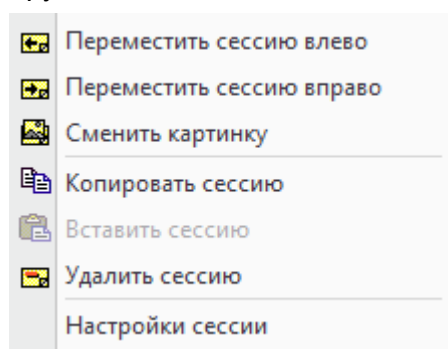 Переместить сессию влево
Переместить сессию вправо
Сменить картинку
Копировать сессию
Вставить сессию
Удалить сессию
Настройки сессии